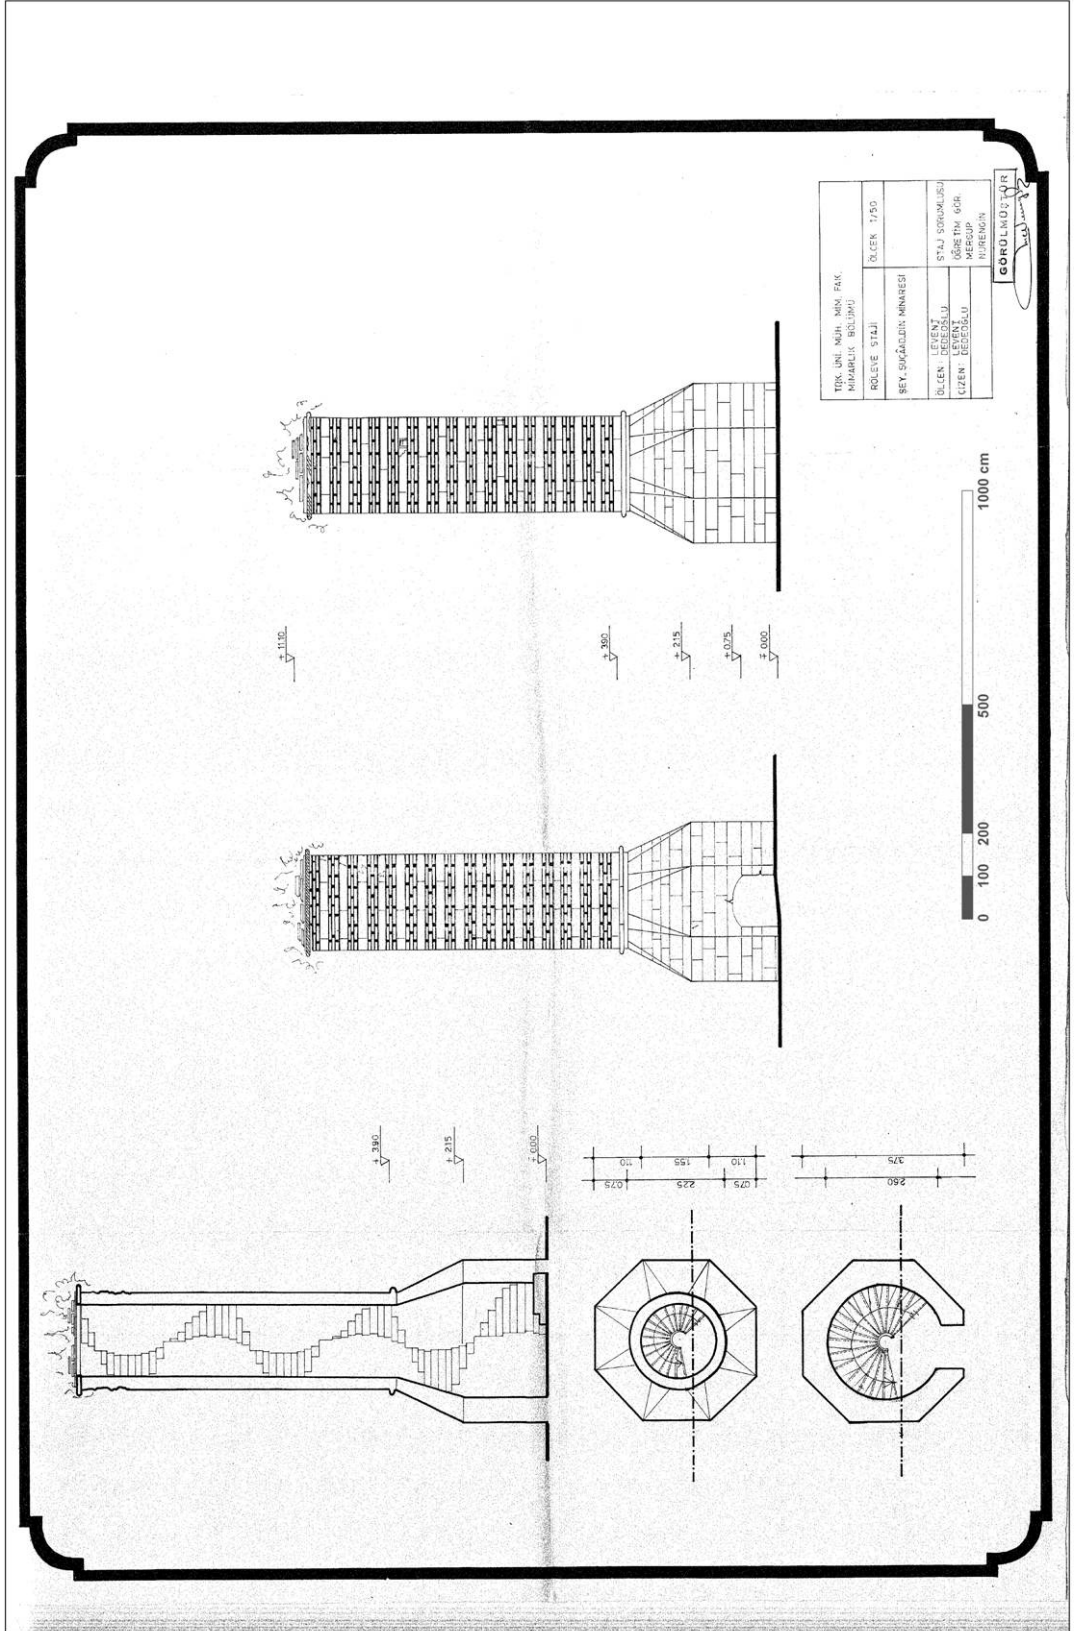 TRK. ÜNİ. MÜH. MİM. FAK.
MİMARLIK BÖLÜMÜ
RÖLEVE STAJI
ÖLÇEK 1/50
SEY. SUÇAADDİN MİNARESİ
ÖLÇEN: LEVENT
DEDEOĞLU
ÇİZEN: LEVENT
DEDEOĞLU
STAJ SORUMLUSU
ÖĞRETİM GÖR.
MERGUP
NURENGİN
GÖRÜLMÜŞTÜR
+ 11.10
+ 3.90
+ 2.15
+ 0.75
∓ 0.00
+ 3.90
+ 2.15
∓ 0.00
1.10
1.55
1.10
0.75
2.25
0.75
3.75
2.60
0 100 200 500 1000 cm